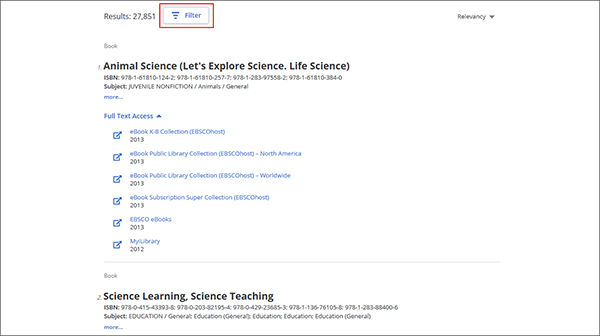 Results: 27,851 Filter Relevancy
Book
1. Animal Science (Let's Explore Science. Life Science)
ISBN: 978-1-61810-124-2; 978-1-61810-257-7; 978-1-283-97558-2; 978-1-61810-384-0
Subject: JUVENILE NONFICTION / Animals / General
more...
Full Text Access
eBook K-8 Collection (EBSCOhost)
2013
eBook Public Library Collection (EBSCOhost) – North America
2013
eBook Public Library Collection (EBSCOhost) – Worldwide
2013
eBook Subscription Super Collection (EBSCOhost)
2013
EBSCO eBooks
2013
MyiLibrary
2012
Book
2. Science Learning, Science Teaching
ISBN: 978-0-415-43393-8; 978-0-203-82195-4; 978-0-429-23685-3; 978-1-136-76105-8; 978-1-283-88400-6
Subject: EDUCATION / General; Education (General); Education; Education; Education (General)
more...